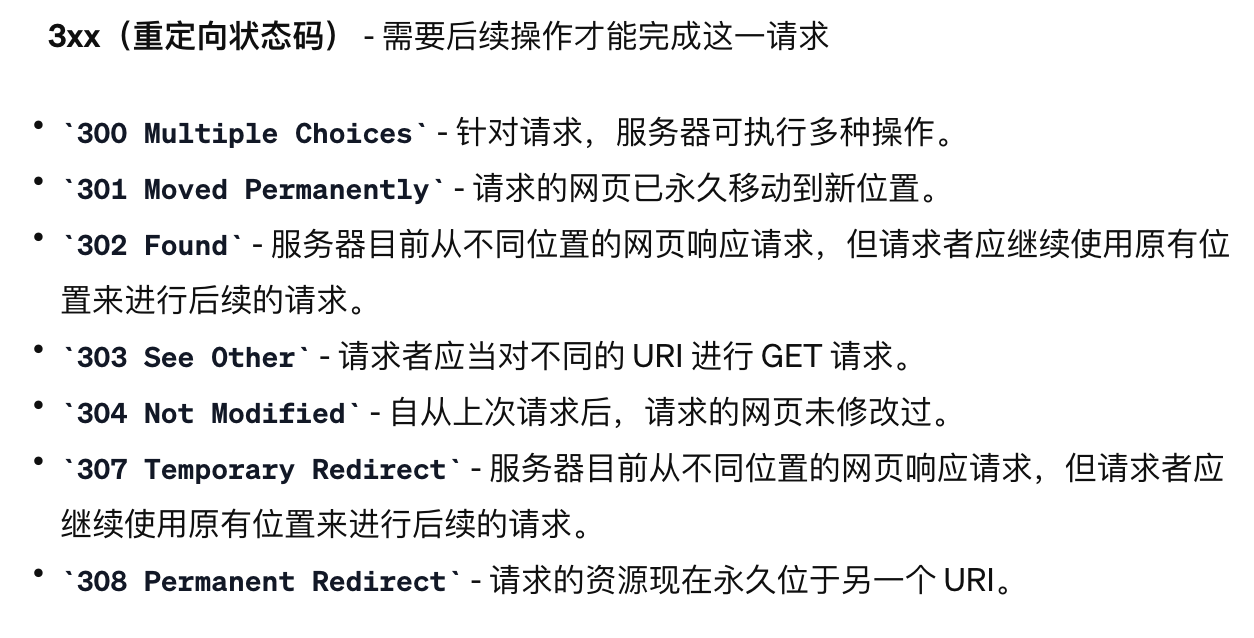 3xx（重定向状态码） - 需要后续操作才能完成这一请求
• `300 Multiple Choices` - 针对请求，服务器可执行多种操作。
• `301 Moved Permanently` - 请求的网页已永久移动到新位置。
• `302 Found` - 服务器目前从不同位置的网页响应请求，但请求者应继续使用原有位
置来进行后续的请求。
• `303 See Other` - 请求者应当对不同的 URI 进行 GET 请求。
• `304 Not Modified` - 自从上次请求后，请求的网页未修改过。
• `307 Temporary Redirect` - 服务器目前从不同位置的网页响应请求，但请求者应
继续使用原有位置来进行后续的请求。
• `308 Permanent Redirect` - 请求的资源现在永久位于另一个 URI。